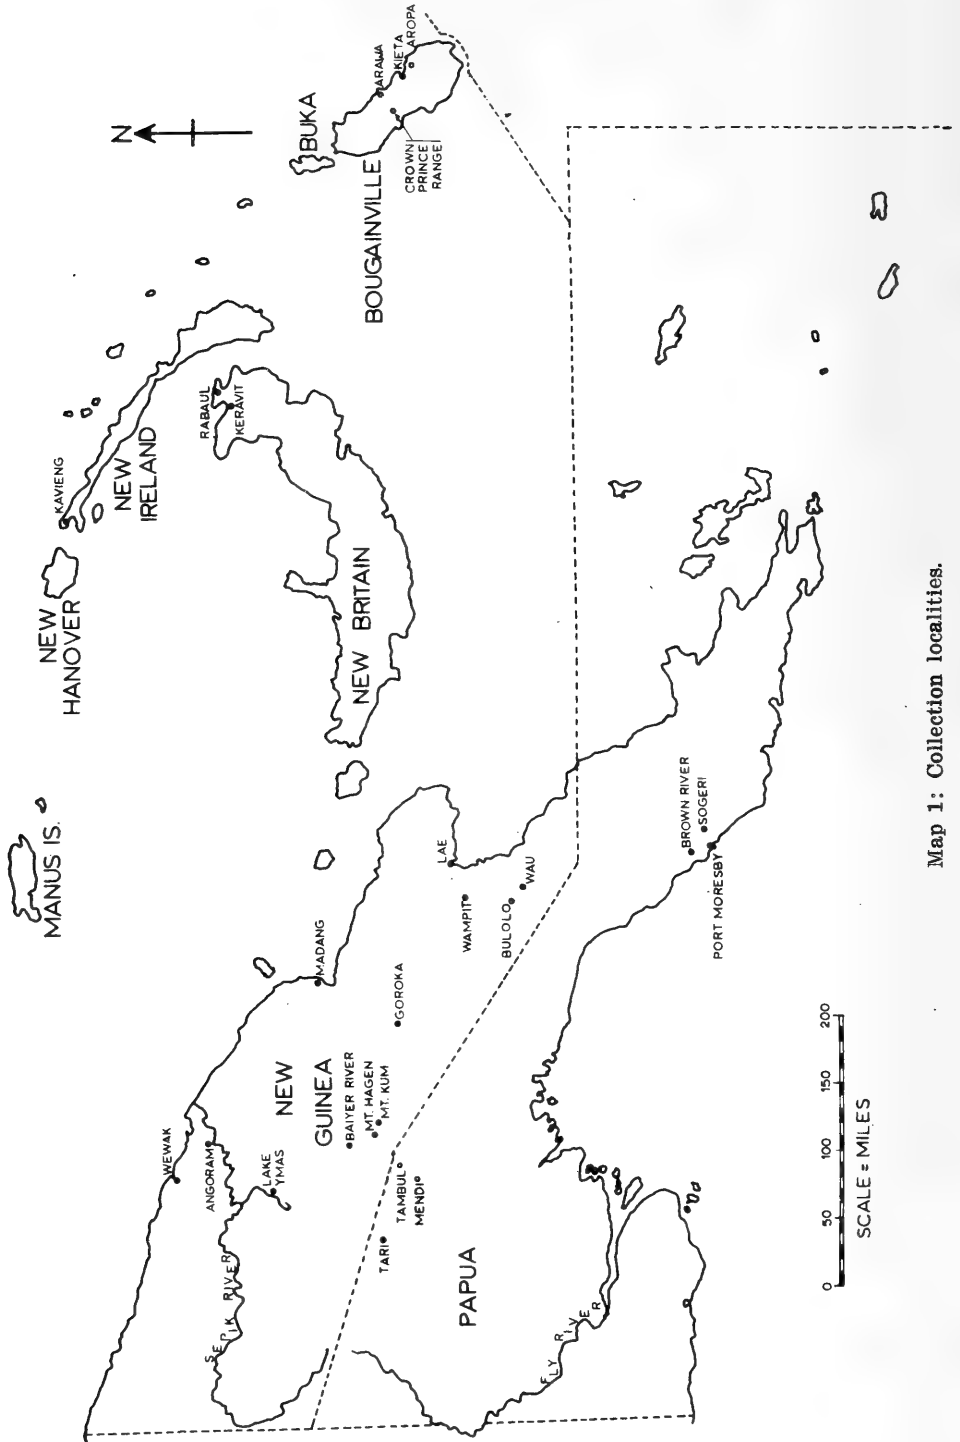 N
MANUS IS.
NEW
HANOVER
KAVIENG
NEW
IRELAND
RABAUL
KERAVIT
NEW BRITAIN
BUKA
BOUGAINVILLE
ARAWA
KIETA
AROPA
CROWN
PRINCE
RANGE
WEWAK
ANGORAM
SEPIK RIVER
LAKE
YMAS
MADANG
NEW
GUINEA
BAIYER RIVER
MT. HAGEN
MT. KUM
GOROKA
LAE
WAMPIT
BULOLO
WAU
TARI
TAMBUL
MENDI
PAPUA
FLY RIVER
BROWN RIVER
SOGERI
PORT MORESBY
0 50 100 150 200
SCALE = MILES
Map 1: Collection localities.